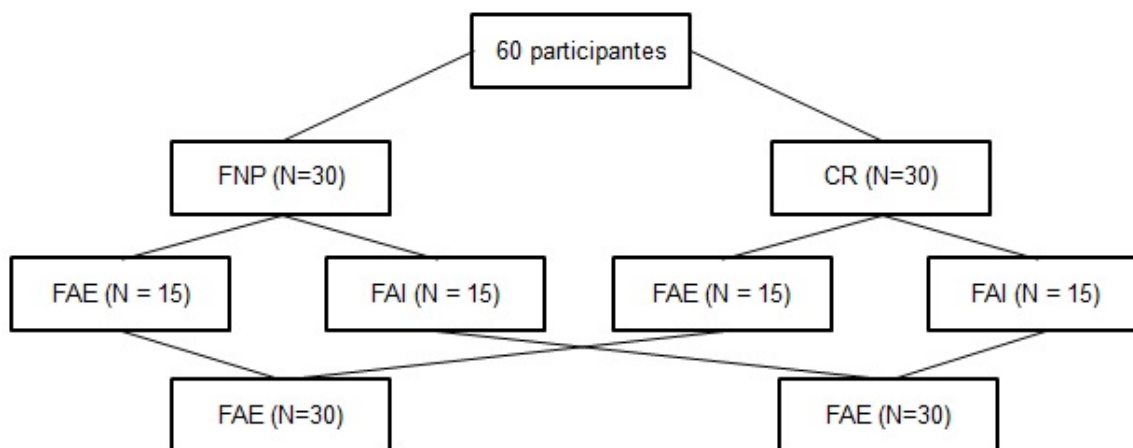 60 participantes
FNP (N=30)
CR (N=30)
FAE (N = 15)
FAI (N = 15)
FAE (N = 15)
FAI (N = 15)
FAE (N=30)
FAE (N=30)